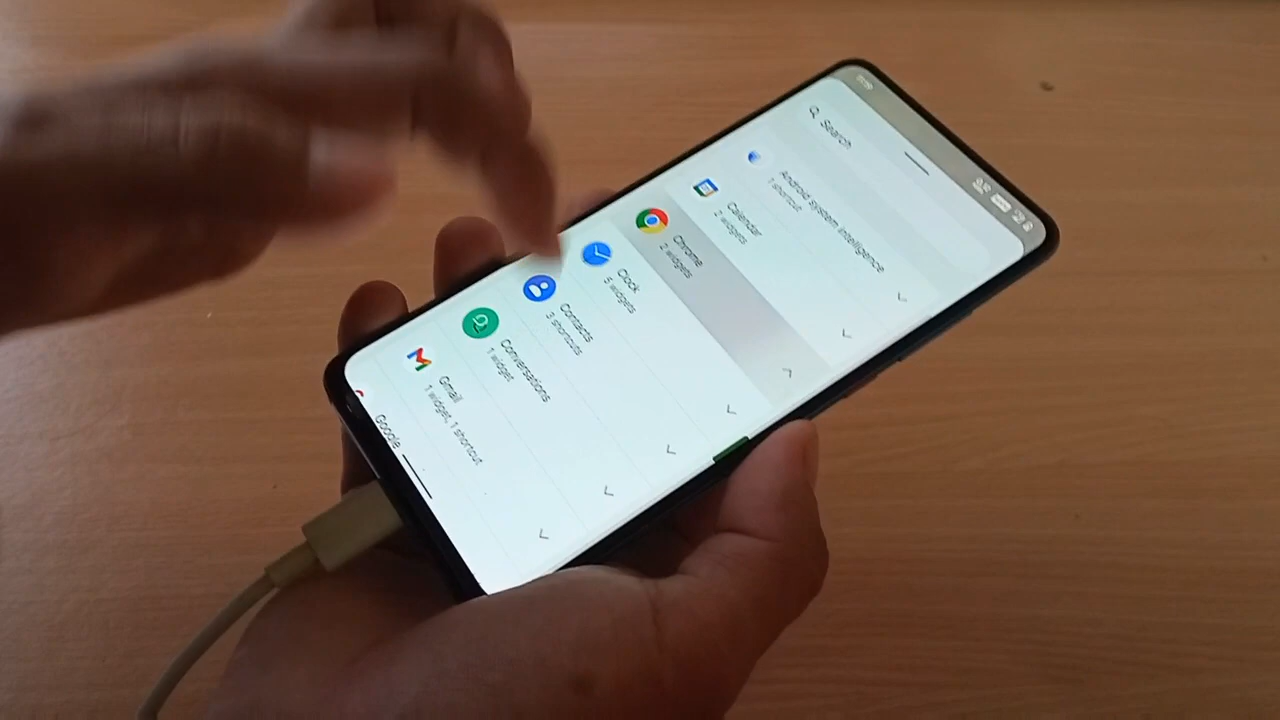 Search
Android system intelligence
1 shortcut
Calendar
2 widgets
Chrome
2 widgets
Clock
5 widgets
Contacts
3 shortcuts
Conversations
1 widget
Gmail
1 widget, 1 shortcut
Google